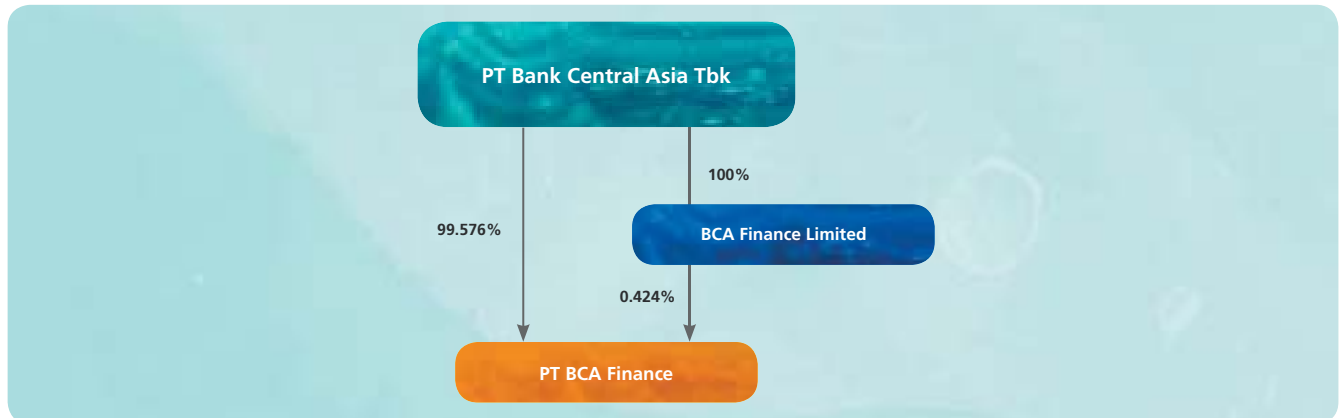 PT Bank Central Asia Tbk
100%
99.576%
BCA Finance Limited
0.424%
PT BCA Finance